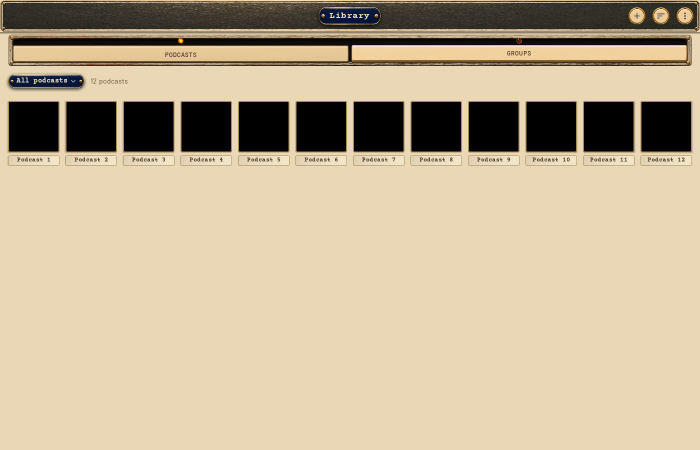 Library
PODCASTS
GROUPS
All podcasts
12 podcasts
Podcast 1
Podcast 2
Podcast 3
Podcast 4
Podcast 5
Podcast 6
Podcast 7
Podcast 8
Podcast 9
Podcast 10
Podcast 11
Podcast 12